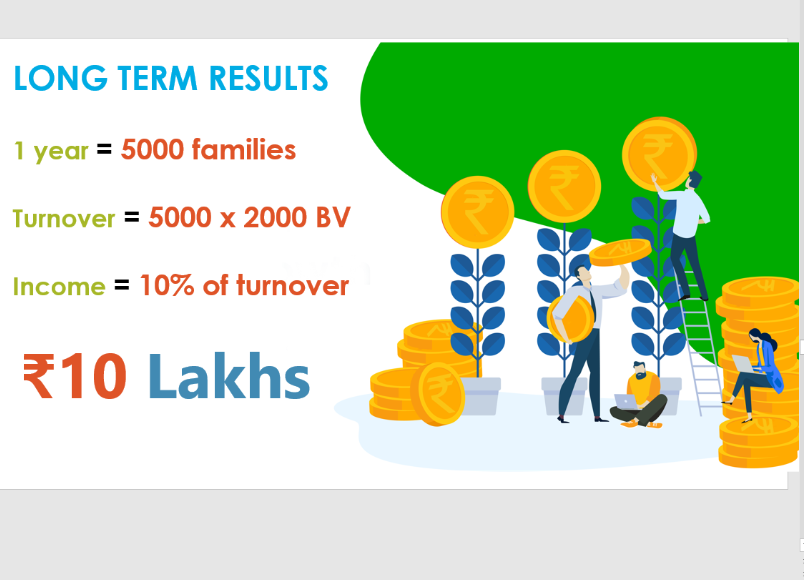 LONG TERM RESULTS
1 year = 5000 families
Turnover = 5000 x 2000 BV
Income = 10% of turnover
₹10 Lakhs